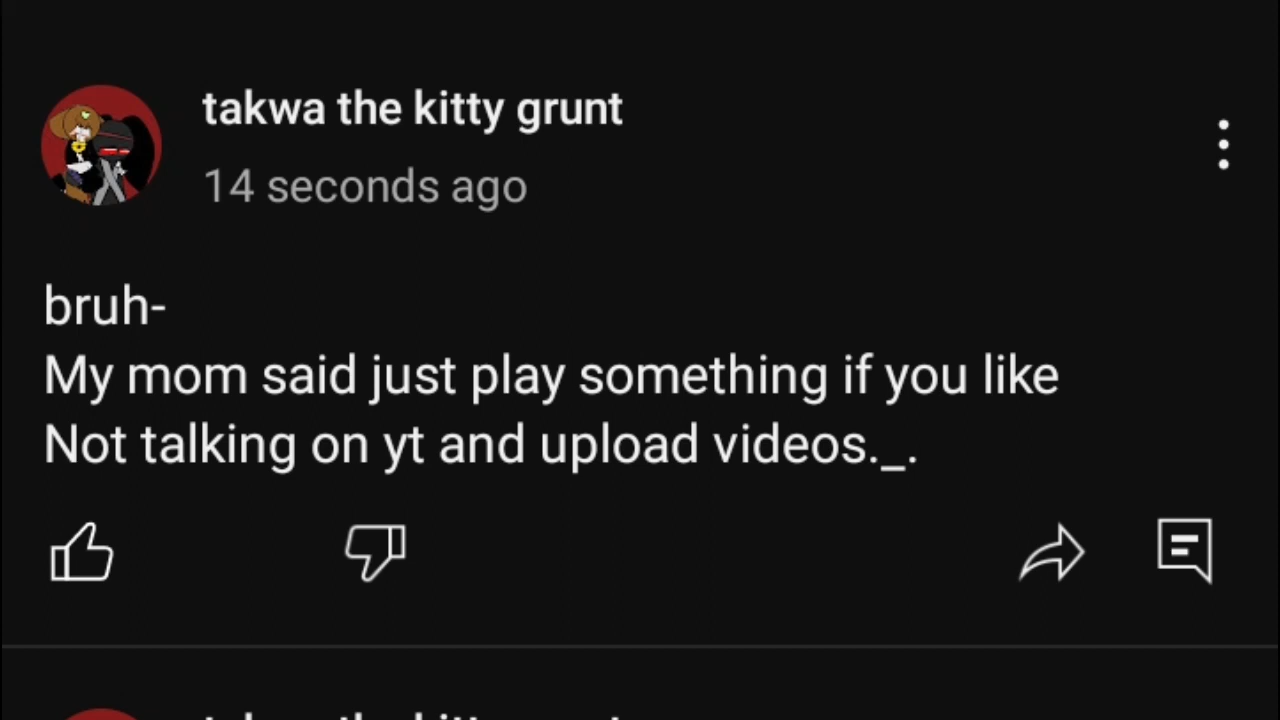 takwa the kitty grunt
14 seconds ago
bruh-
My mom said just play something if you like
Not talking on yt and upload videos._.